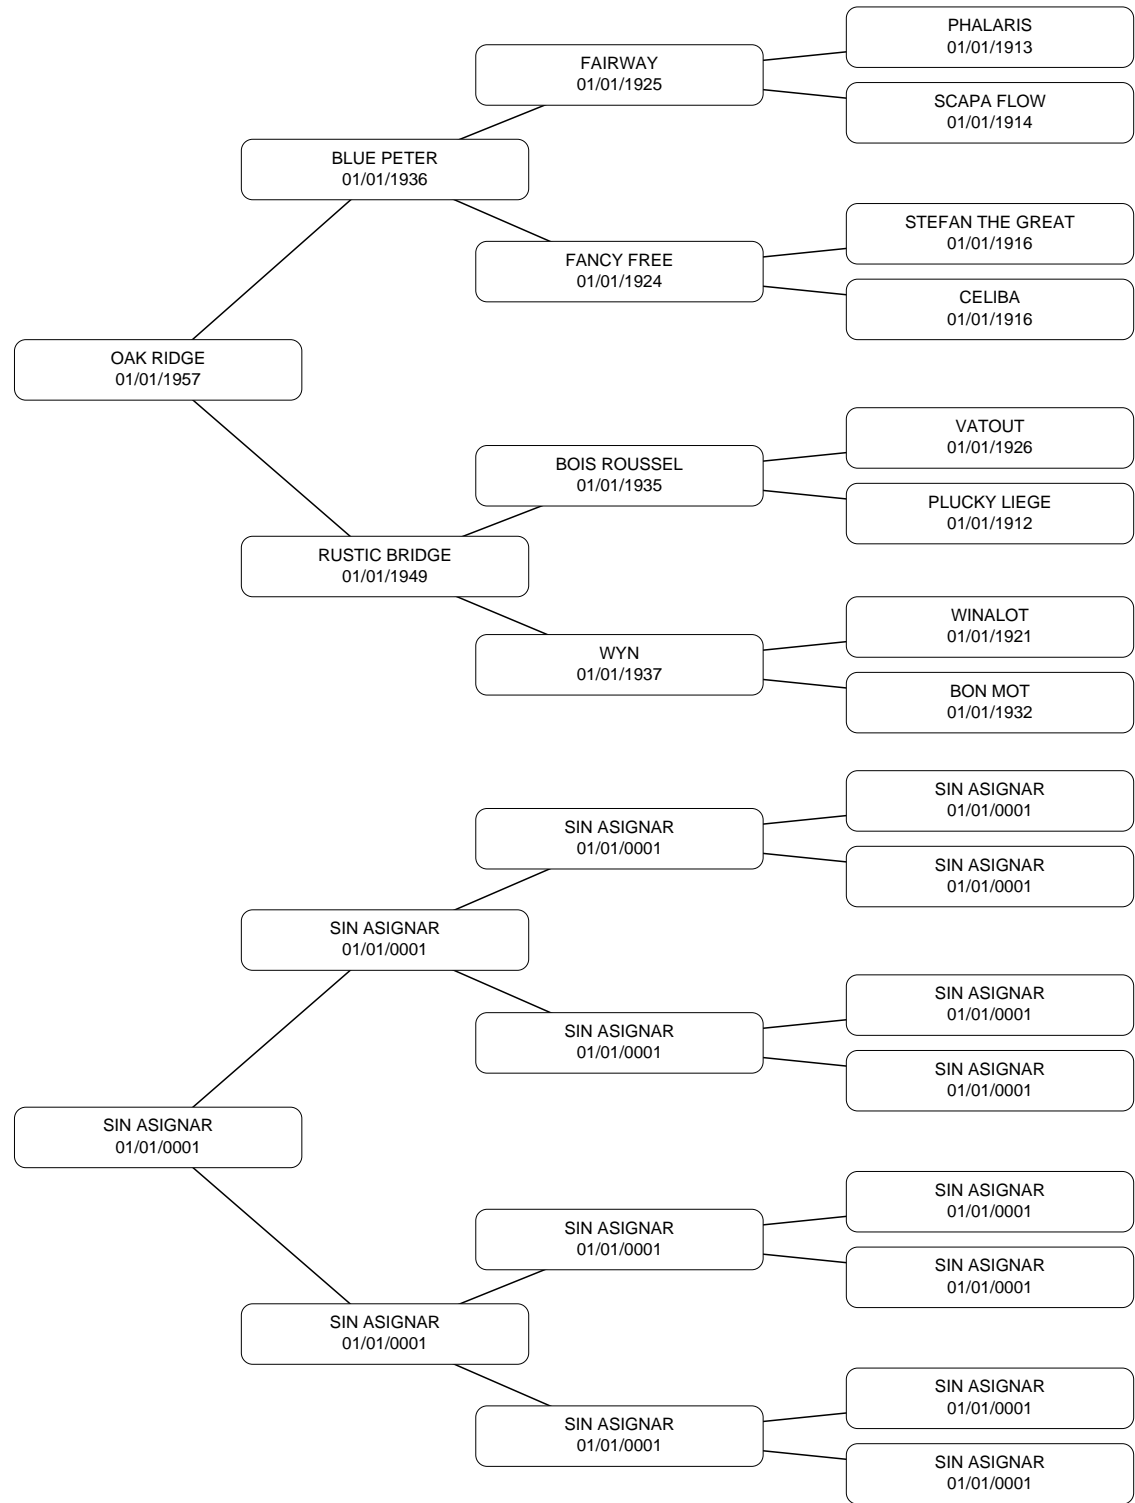 PHALARIS
01/01/1913
FAIRWAY
01/01/1925
SCAPA FLOW
01/01/1914
BLUE PETER
01/01/1936
STEFAN THE GREAT
01/01/1916
FANCY FREE
01/01/1924
CELIBA
01/01/1916
OAK RIDGE
01/01/1957
VATOUT
01/01/1926
BOIS ROUSSEL
01/01/1935
PLUCKY LIEGE
01/01/1912
RUSTIC BRIDGE
01/01/1949
WINALOT
01/01/1921
WYN
01/01/1937
BON MOT
01/01/1932
SIN ASIGNAR
01/01/0001
SIN ASIGNAR
01/01/0001
SIN ASIGNAR
01/01/0001
SIN ASIGNAR
01/01/0001
SIN ASIGNAR
01/01/0001
SIN ASIGNAR
01/01/0001
SIN ASIGNAR
01/01/0001
SIN ASIGNAR
01/01/0001
SIN ASIGNAR
01/01/0001
SIN ASIGNAR
01/01/0001
SIN ASIGNAR
01/01/0001
SIN ASIGNAR
01/01/0001
SIN ASIGNAR
01/01/0001
SIN ASIGNAR
01/01/0001
SIN ASIGNAR
01/01/0001